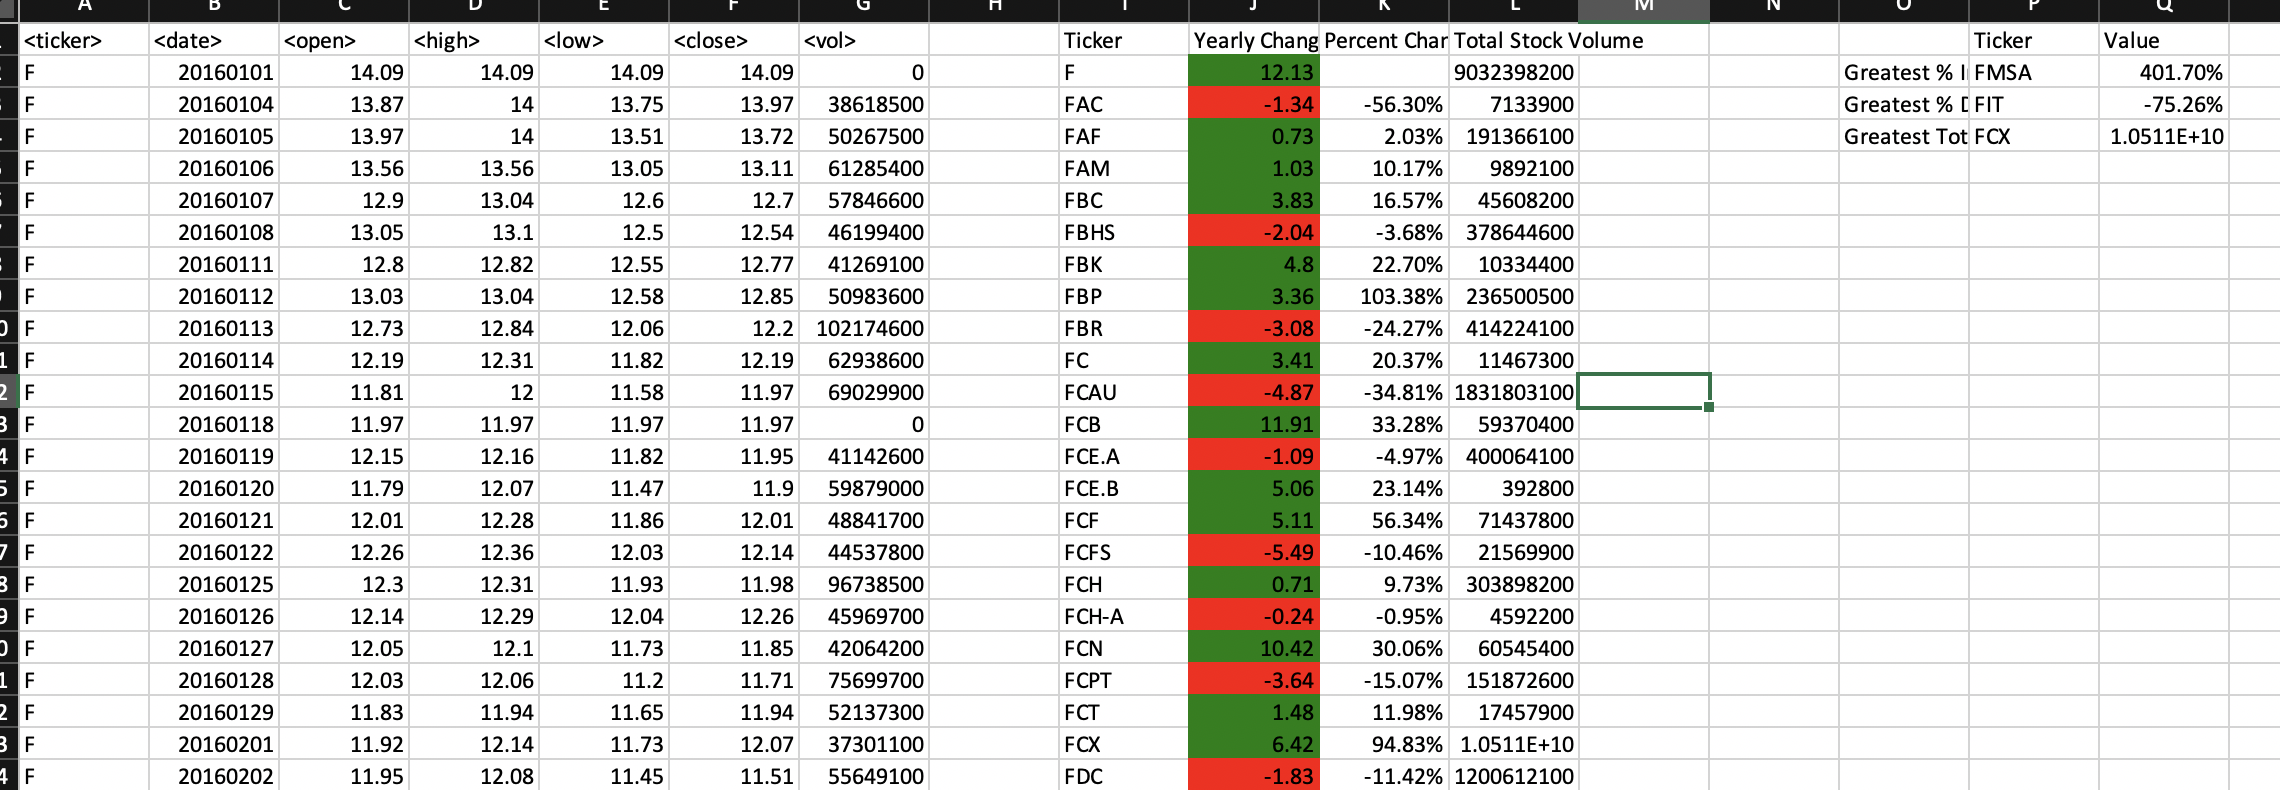 A B C D E F G H I J K L M N O P Q
<ticker> <date> <open> <high> <low> <close> <vol> Ticker Yearly Chang Percent Char Total Stock Volume Ticker Value
F 20160101 14.09 14.09 14.09 14.09 0 F 12.13 9032398200 Greatest % I FMSA 401.70%
F 20160104 13.87 14 13.75 13.97 38618500 FAC -1.34 -56.30% 7133900 Greatest % D FIT -75.26%
F 20160105 13.97 14 13.51 13.72 50267500 FAF 0.73 2.03% 191366100 Greatest Tot FCX 1.0511E+10
F 20160106 13.56 13.56 13.05 13.11 61285400 FAM 1.03 10.17% 9892100
F 20160107 12.9 13.04 12.6 12.7 57846600 FBC 3.83 16.57% 45608200
F 20160108 13.05 13.1 12.5 12.54 46199400 FBHS -2.04 -3.68% 378644600
F 20160111 12.8 12.82 12.55 12.77 41269100 FBK 4.8 22.70% 10334400
F 20160112 13.03 13.04 12.58 12.85 50983600 FBP 3.36 103.38% 236500500
F 20160113 12.73 12.84 12.06 12.2 102174600 FBR -3.08 -24.27% 414224100
F 20160114 12.19 12.31 11.82 12.19 62938600 FC 3.41 20.37% 11467300
F 20160115 11.81 12 11.58 11.97 69029900 FCAU -4.87 -34.81% 1831803100
F 20160118 11.97 11.97 11.97 11.97 0 FCB 11.91 33.28% 59370400
F 20160119 12.15 12.16 11.82 11.95 41142600 FCE.A -1.09 -4.97% 400064100
F 20160120 11.79 12.07 11.47 11.9 59879000 FCE.B 5.06 23.14% 392800
F 20160121 12.01 12.28 11.86 12.01 48841700 FCF 5.11 56.34% 71437800
F 20160122 12.26 12.36 12.03 12.14 44537800 FCFS -5.49 -10.46% 21569900
F 20160125 12.3 12.31 11.93 11.98 96738500 FCH 0.71 9.73% 303898200
F 20160126 12.14 12.29 12.04 12.26 45969700 FCH-A -0.24 -0.95% 4592200
F 20160127 12.05 12.1 11.73 11.85 42064200 FCN 10.42 30.06% 60545400
F 20160128 12.03 12.06 11.2 11.71 75699700 FCPT -3.64 -15.07% 151872600
F 20160129 11.83 11.94 11.65 11.94 52137300 FCT 1.48 11.98% 17457900
F 20160201 11.92 12.14 11.73 12.07 37301100 FCX 6.42 94.83% 1.0511E+10
F 20160202 11.95 12.08 11.45 11.51 55649100 FDC -1.83 -11.42% 1200612100